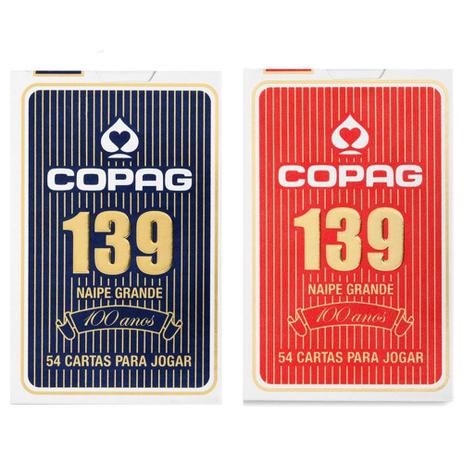 COPAG
139
NAIPE GRANDE
100 anos
54 CARTAS PARA JOGAR
COPAG
139
NAIPE GRANDE
100 anos
54 CARTAS PARA JOGAR